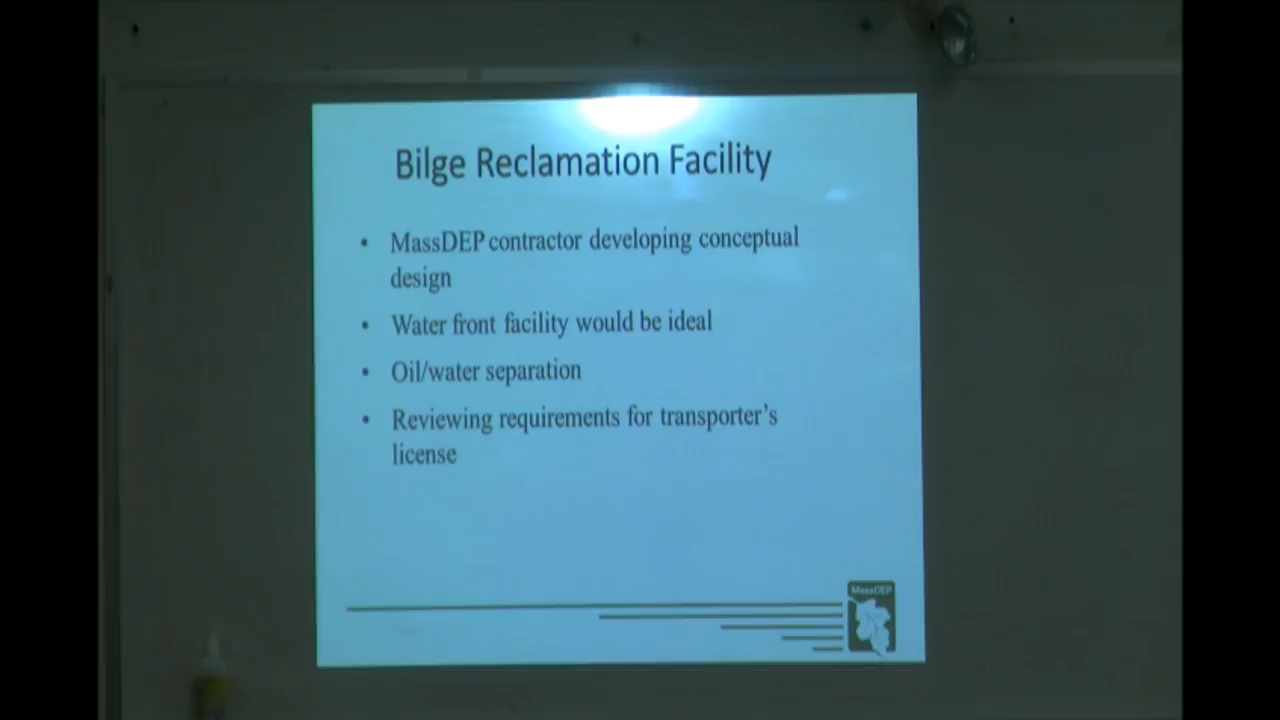 Bilge Reclamation Facility
• MassDEP contractor developing conceptual
design
• Water front facility would be ideal
• Oil/water separation
• Reviewing requirements for transporter's
license
MassDEP